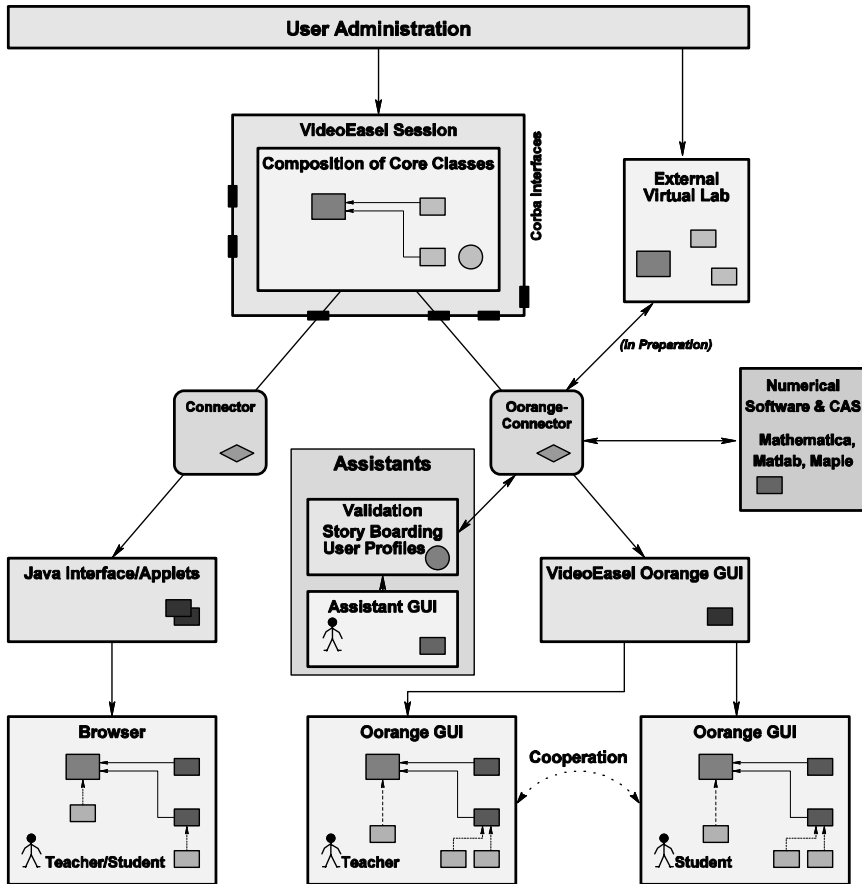 User Administration
VideoEasel Session
Composition of Core Classes
Corba Interfaces
External
Virtual Lab
(In Preparation)
Connector
Oorange-
Connector
Numerical
Software & CAS
Mathematica,
Matlab, Maple
Assistants
Validation
Story Boarding
User Profiles
Assistant GUI
Java Interface/Applets
VideoEasel Oorange GUI
Browser
Teacher/Student
Oorange GUI
Teacher
Cooperation
Oorange GUI
Student